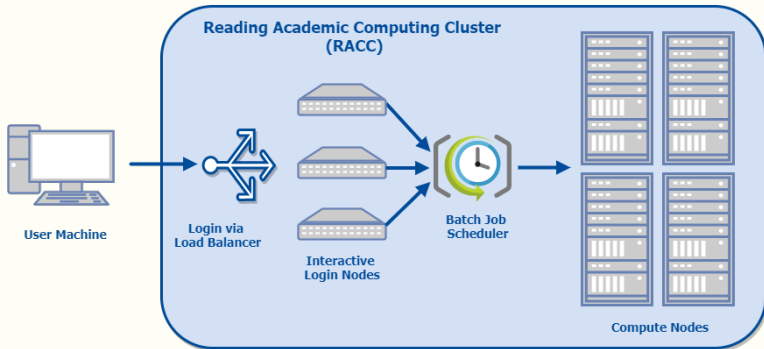 Reading Academic Computing Cluster
(RACC)
User Machine
Login via
Load Balancer
Interactive
Login Nodes
Batch Job
Scheduler
Compute Nodes